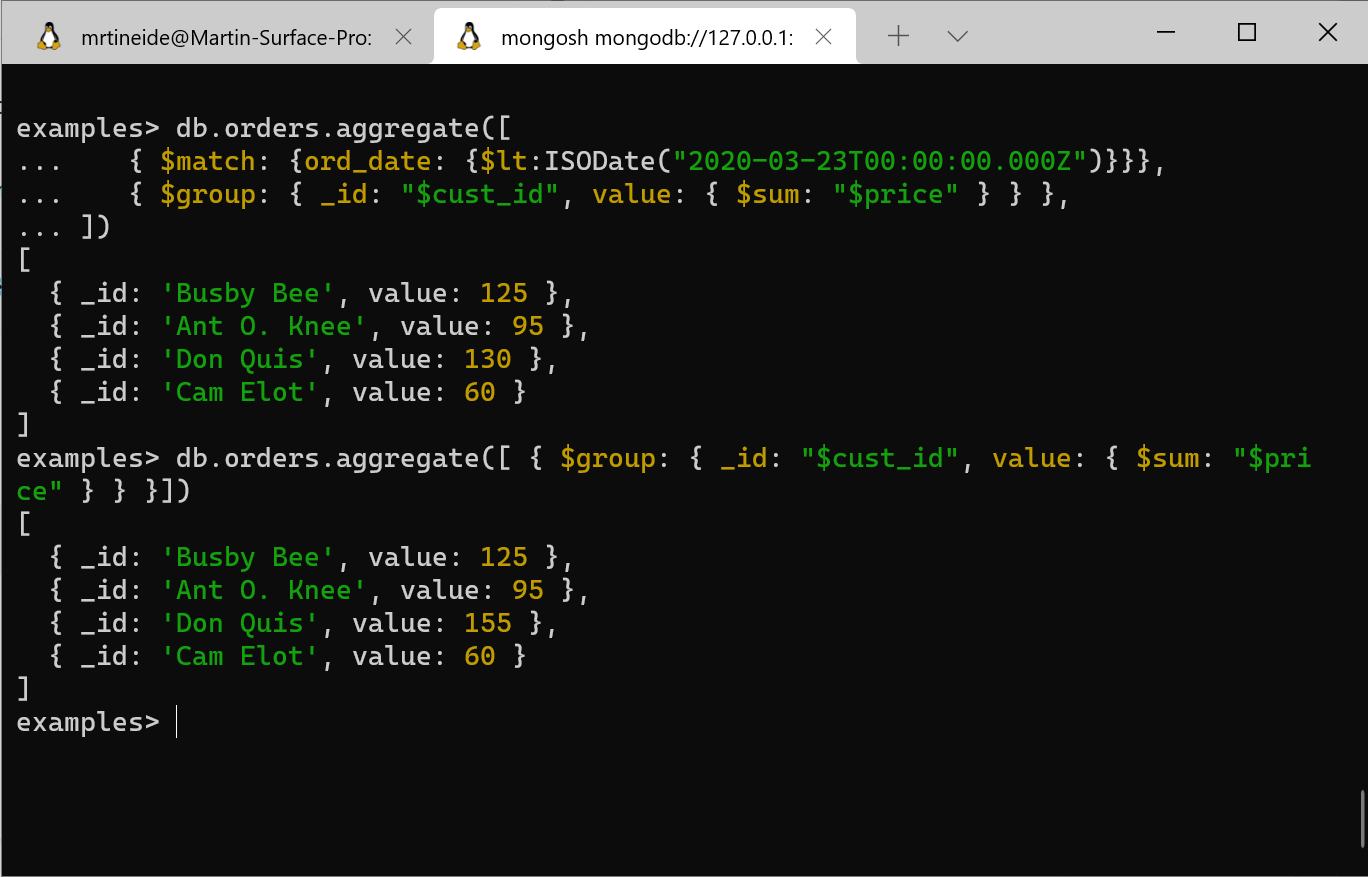 mrtineide@Martin-Surface-Pro:
mongosh mongodb://127.0.0.1:
examples> db.orders.aggregate([
...    { $match: {ord_date: {$lt:ISODate("2020-03-23T00:00:00.000Z")}}},
...    { $group: { _id: "$cust_id", value: { $sum: "$price" } } },
... ])
[
  { _id: 'Busby Bee', value: 125 },
  { _id: 'Ant O. Knee', value: 95 },
  { _id: 'Don Quis', value: 130 },
  { _id: 'Cam Elot', value: 60 }
]
examples> db.orders.aggregate([ { $group: { _id: "$cust_id", value: { $sum: "$pri
ce" } } }])
[
  { _id: 'Busby Bee', value: 125 },
  { _id: 'Ant O. Knee', value: 95 },
  { _id: 'Don Quis', value: 155 },
  { _id: 'Cam Elot', value: 60 }
]
examples>